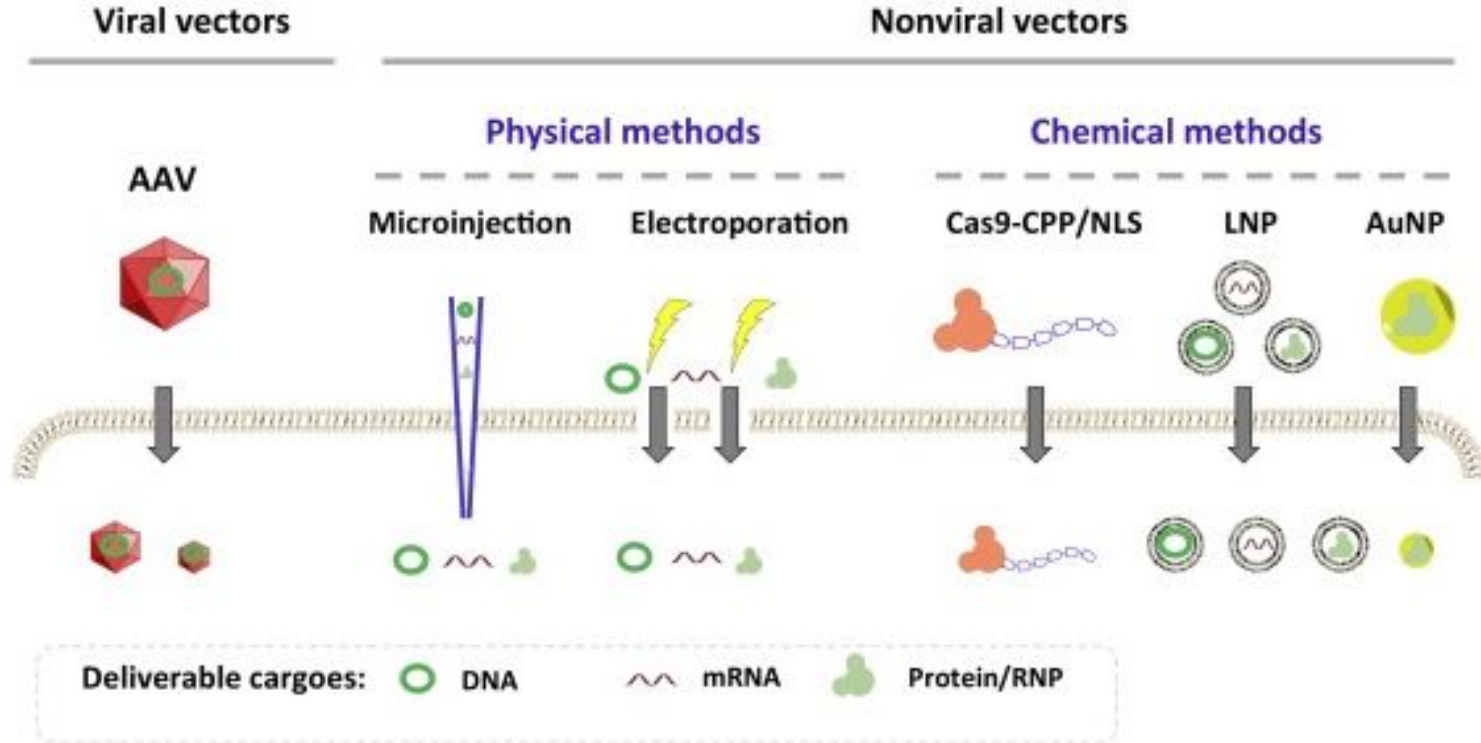 Viral vectors
Nonviral vectors
Physical methods
Chemical methods
AAV
Microinjection
Electroporation
Cas9-CPP/NLS
LNP
AuNP
Deliverable cargoes:
DNA
mRNA
Protein/RNP